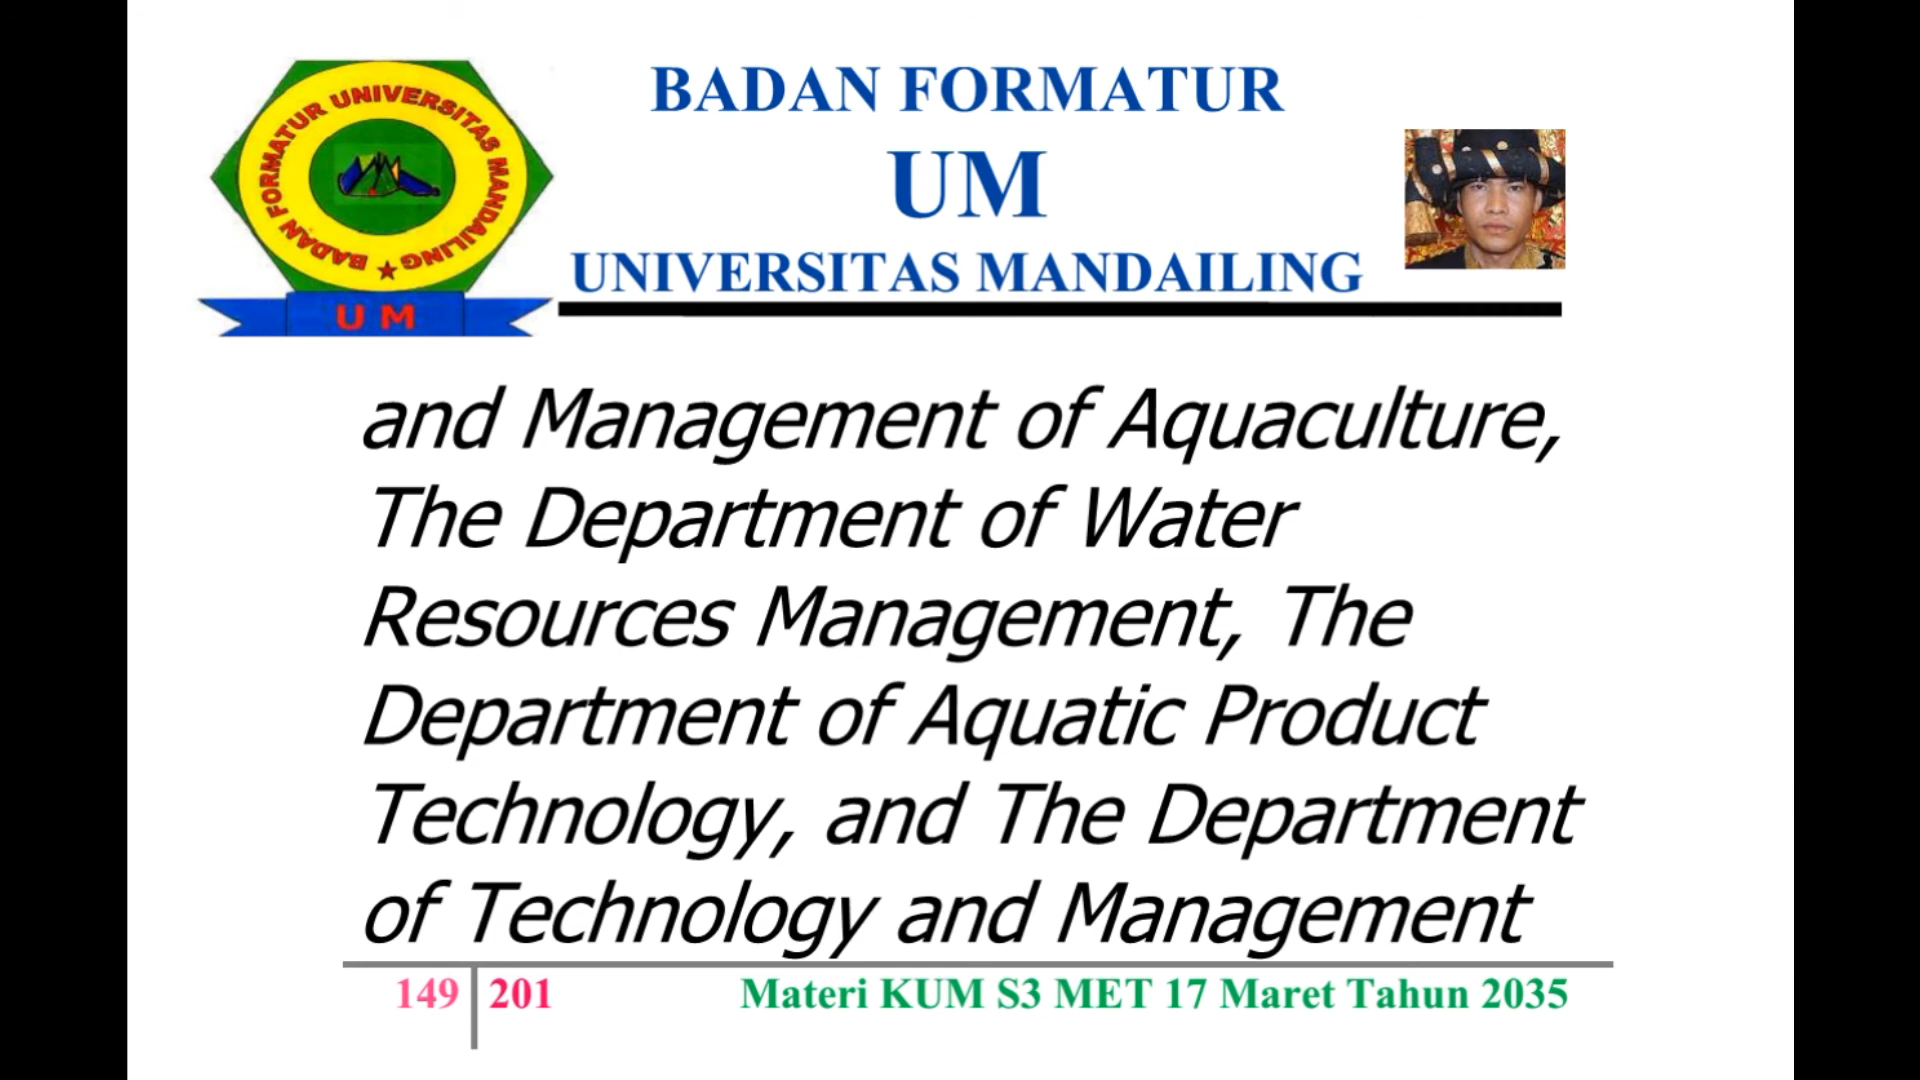 BADAN FORMATUR UNIVERSITAS MANDAILING
UM
BADAN FORMATUR
UM
UNIVERSITAS MANDAILING
and Management of Aquaculture,
The Department of Water
Resources Management, The
Department of Aquatic Product
Technology, and The Department
of Technology and Management
149 201
Materi KUM S3 MET 17 Maret Tahun 2035